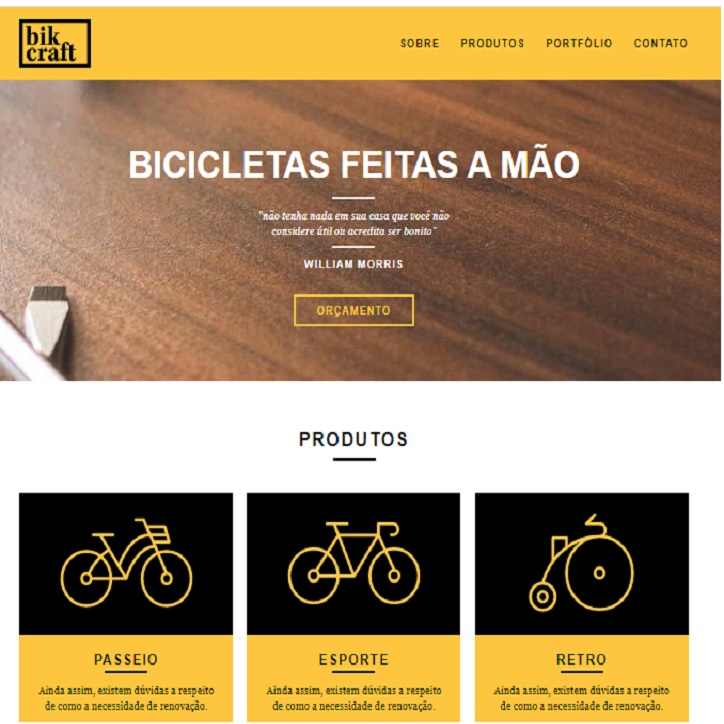 bik
craft
SOBRE PRODUTOS PORTFÓLIO CONTATO
BICICLETAS FEITAS A MÃO
"não tenha nada em sua casa que você não
considere útil ou acredita ser bonito"
WILLIAM MORRIS
ORÇAMENTO
PRODUTOS
PASSEIO
Ainda assim, existem dúvidas a respeito
de como a necessidade de renovação.
ESPORTE
Ainda assim, existem dúvidas a respeito
de como a necessidade de renovação.
RETRO
Ainda assim, existem dúvidas a respeito
de como a necessidade de renovação.